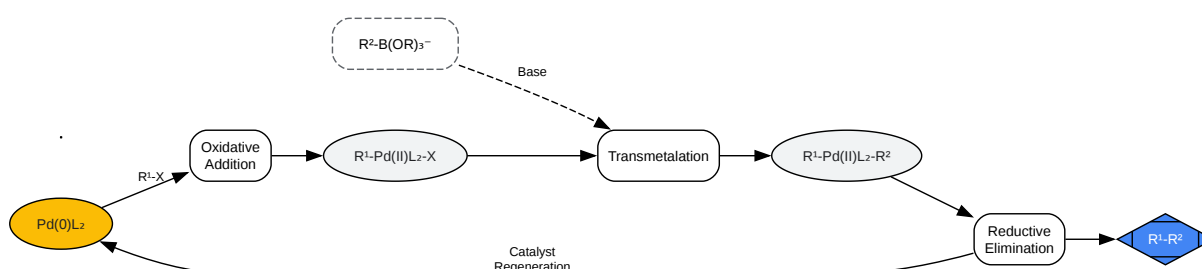 R²-B(OR)₃⁻
Base
Oxidative
Addition
R¹-Pd(II)L₂-X
Transmetalation
R¹-Pd(II)L₂-R²
R¹-X
Pd(0)L₂
Reductive
Elimination
R¹-R²
Catalyst
Regeneration